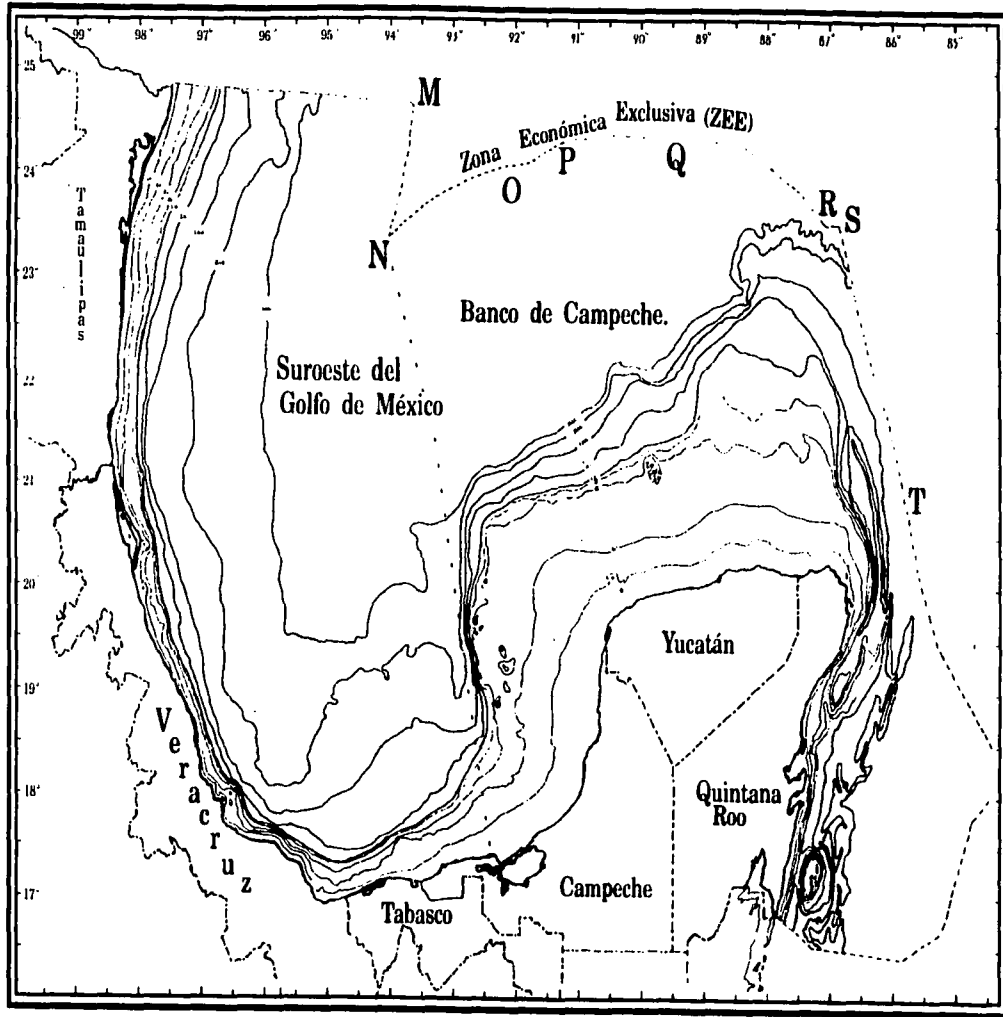 99° 98° 97° 96° 95° 94° 93° 92° 91° 90° 89° 88° 87° 86° 85°
25
M
Zona Económica Exclusiva (ZEE)
24
O P Q
Tamaulipas
R S
N
23
Banco de Campeche.
22
Suroeste del
Golfo de México
21
T
20
Yucatán
19
Veracruz
18
Quintana
Roo
17
Campeche
Tabasco